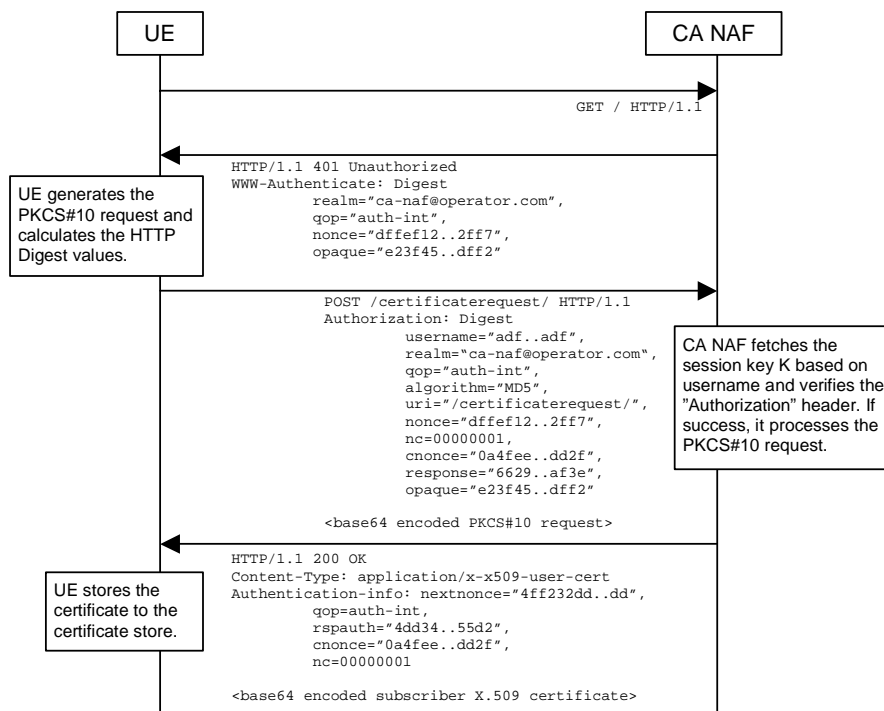 UE
CA NAF
GET / HTTP/1.1
HTTP/1.1 401 Unauthorized
WWW-Authenticate: Digest
realm="ca-naf@operator.com",
qop="auth-int",
nonce="dffef12..2ff7",
opaque="e23f45..dff2"
UE generates the
PKCS#10 request and
calculates the HTTP
Digest values.
POST /certificaterequest/ HTTP/1.1
Authorization: Digest
username="adf..adf",
realm="ca-naf@operator.com",
qop="auth-int",
algorithm="MD5",
uri="/certificaterequest/",
nonce="dffef12..2ff7",
nc=00000001,
cnonce="0a4fee..dd2f",
response="6629..af3e",
opaque="e23f45..dff2"
<base64 encoded PKCS#10 request>
CA NAF fetches the
session key K based on
username and verifies the
”Authorization” header. If
success, it processes the
PKCS#10 request.
HTTP/1.1 200 OK
Content-Type: application/x-x509-user-cert
Authentication-info: nextnonce="4ff232dd..dd",
qop=auth-int,
rspauth="4dd34..55d2",
cnonce="0a4fee..dd2f",
nc=00000001
<base64 encoded subscriber X.509 certificate>
UE stores the
certificate to the
certificate store.